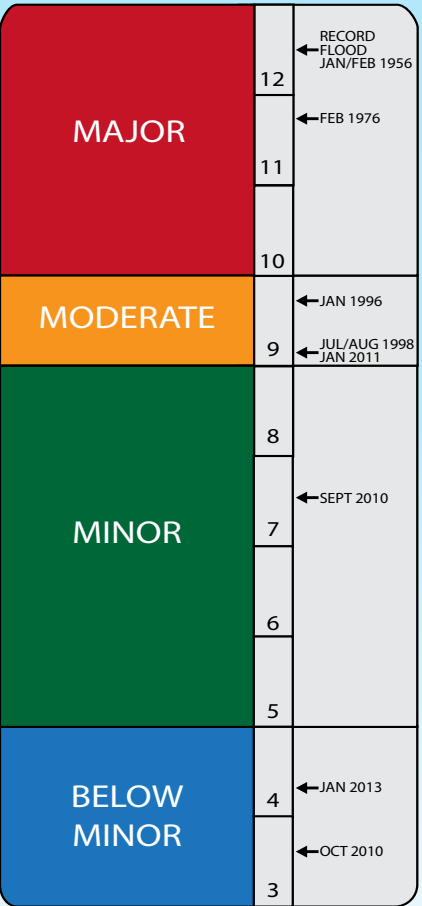 RECORD
FLOOD
JAN/FEB 1956
12
FEB 1976
MAJOR
11
10
JAN 1996
MODERATE
JUL/AUG 1998
9
JAN 2011
8
SEPT 2010
7
MINOR
6
5
JAN 2013
BELOW
4
MINOR
OCT 2010
3